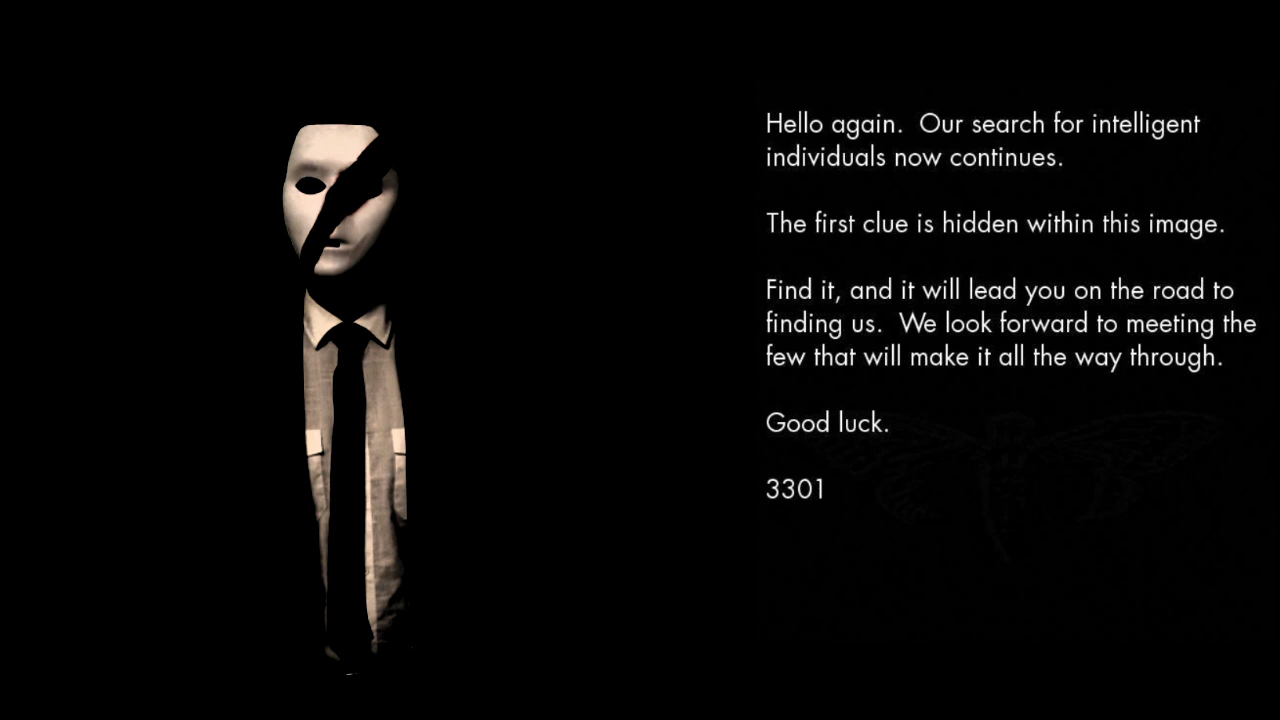 Hello again.  Our search for intelligent
individuals now continues.
The first clue is hidden within this image.
Find it, and it will lead you on the road to
finding us.  We look forward to meeting the
few that will make it all the way through.
Good luck.
3301